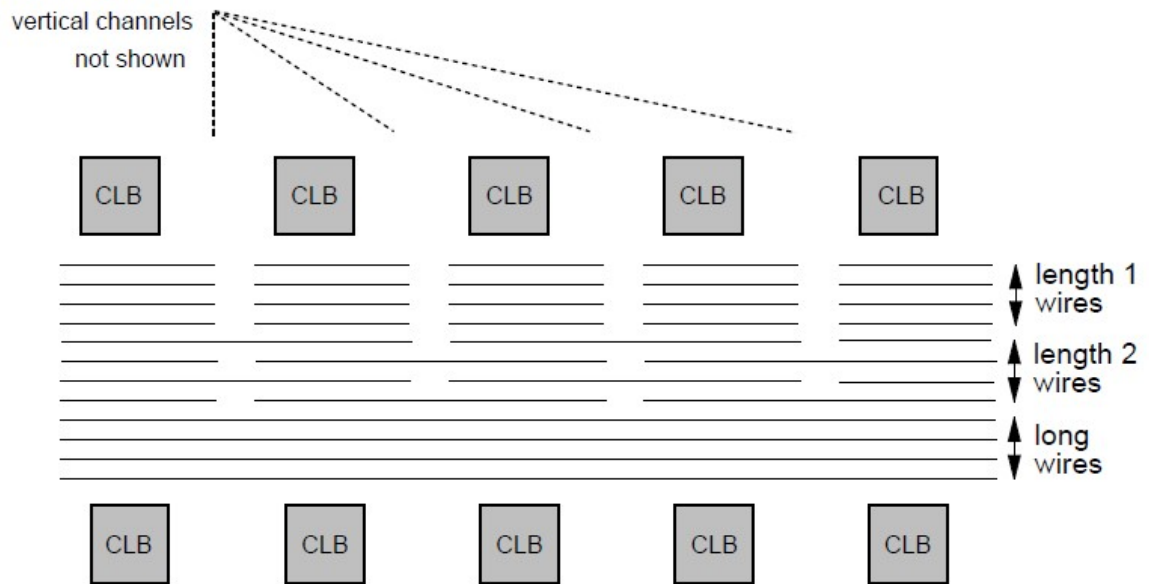 vertical channels
not shown
CLB CLB CLB CLB CLB
length 1
wires
length 2
wires
long
wires
CLB CLB CLB CLB CLB